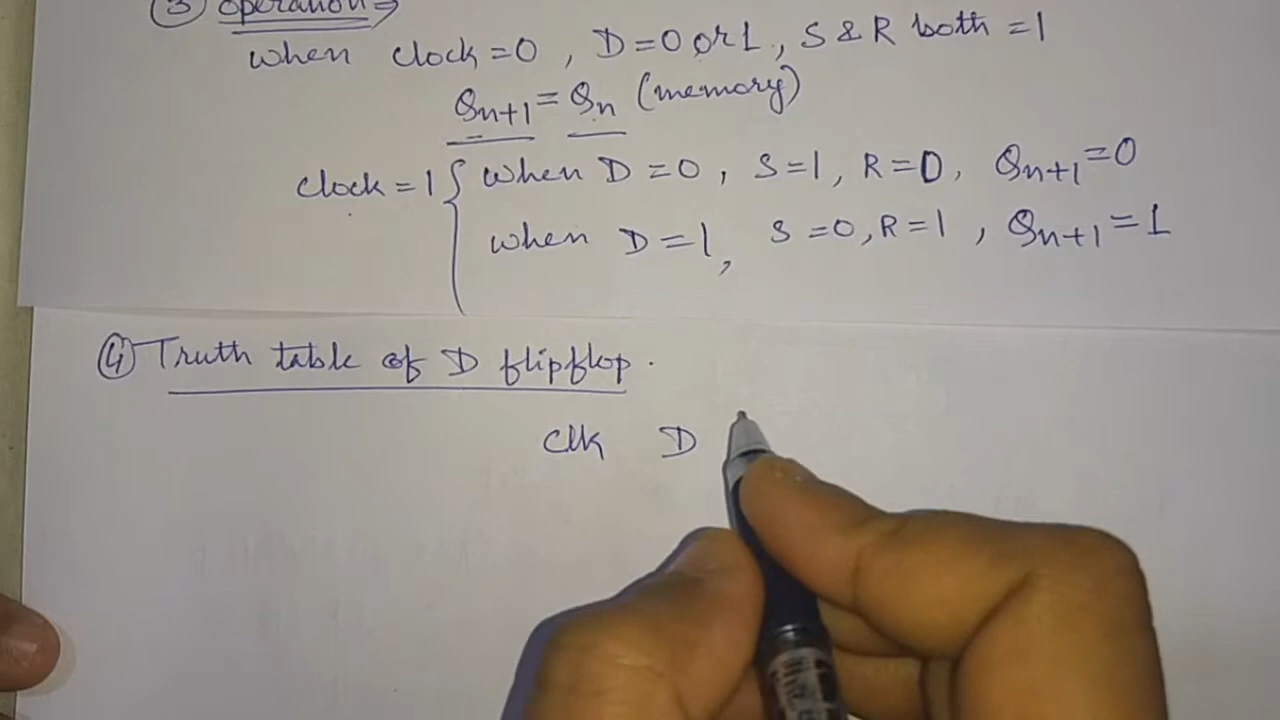 ③ operation ⇒
when clock = 0 , D = 0 or 1 , S & R both = 1
Qn+1 = Qn (memory)
clock = 1 { when D = 0 , S = 1 , R = 0 , Qn+1 = 0
when D = 1 , S = 0 , R = 1 , Qn+1 = 1
④ Truth table of D flipflop .
Clk D